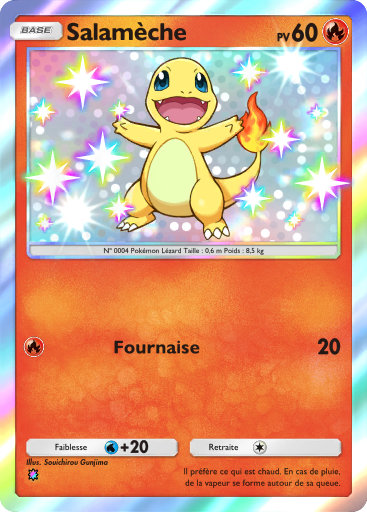 BASE Salamèche PV 60
N° 0004 Pokémon Lézard Taille : 0,6 m Poids : 8,5 kg
Fournaise 20
Faiblesse +20 Retraite
Illus. Souichirou Gunjima
Il préfère ce qui est chaud. En cas de pluie,
de la vapeur se forme autour de sa queue.